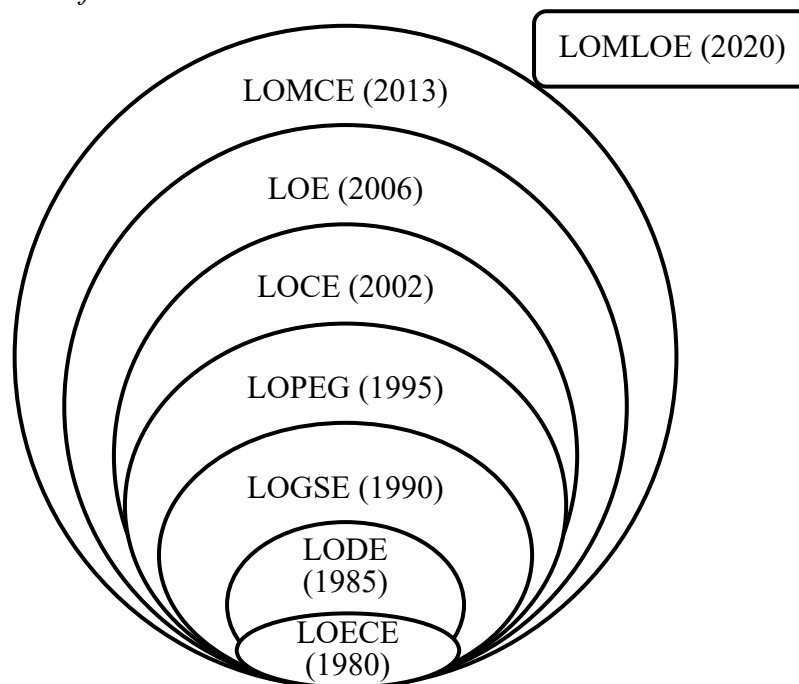 LOMLOE (2020)
LOMCE (2013)
LOE (2006)
LOCE (2002)
LOPEG (1995)
LOGSE (1990)
LODE
(1985)
LOECE
(1980)